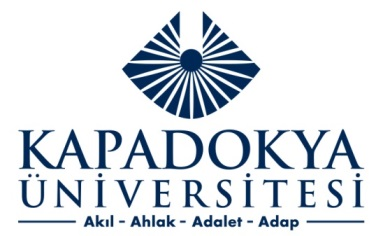 KAPADOKYA
ÜNİVERSİTESİ
Akıl - Ahlak - Adalet - Adap